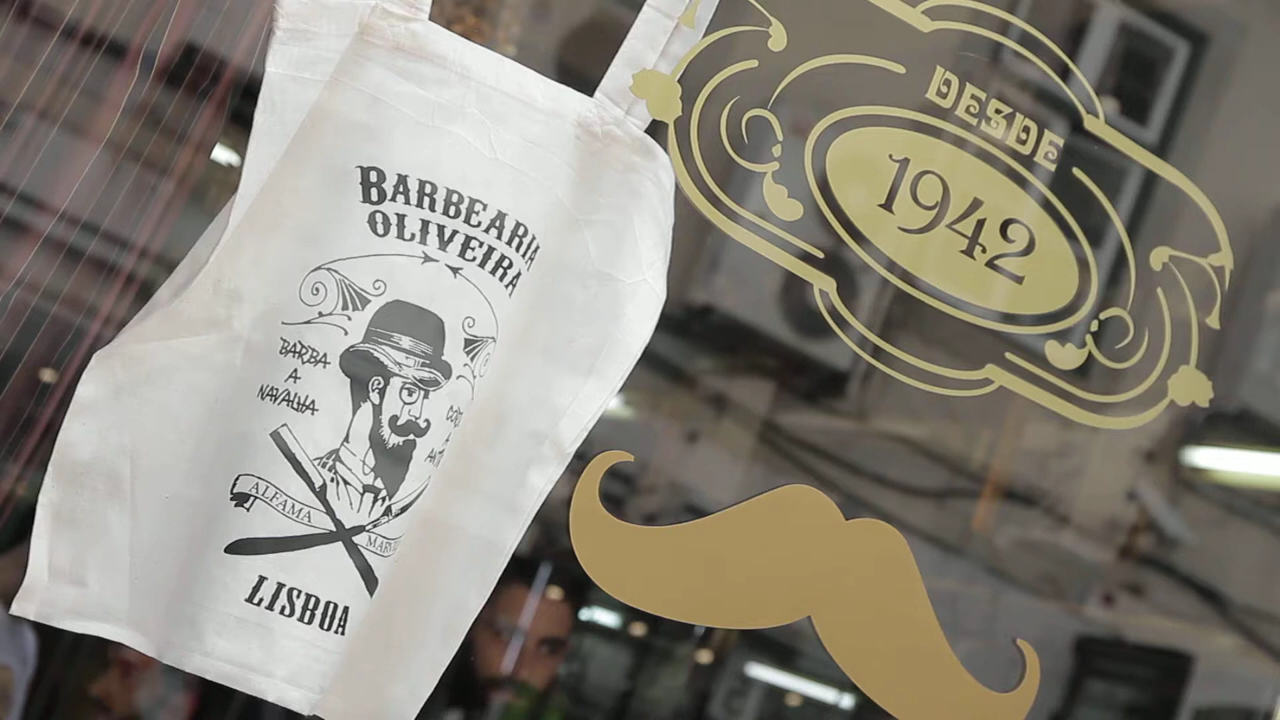 BARBEARIA
OLIVEIRA
BARBA
A
NAVALHA
ALFAMA
LISBOA
DESDE
1942